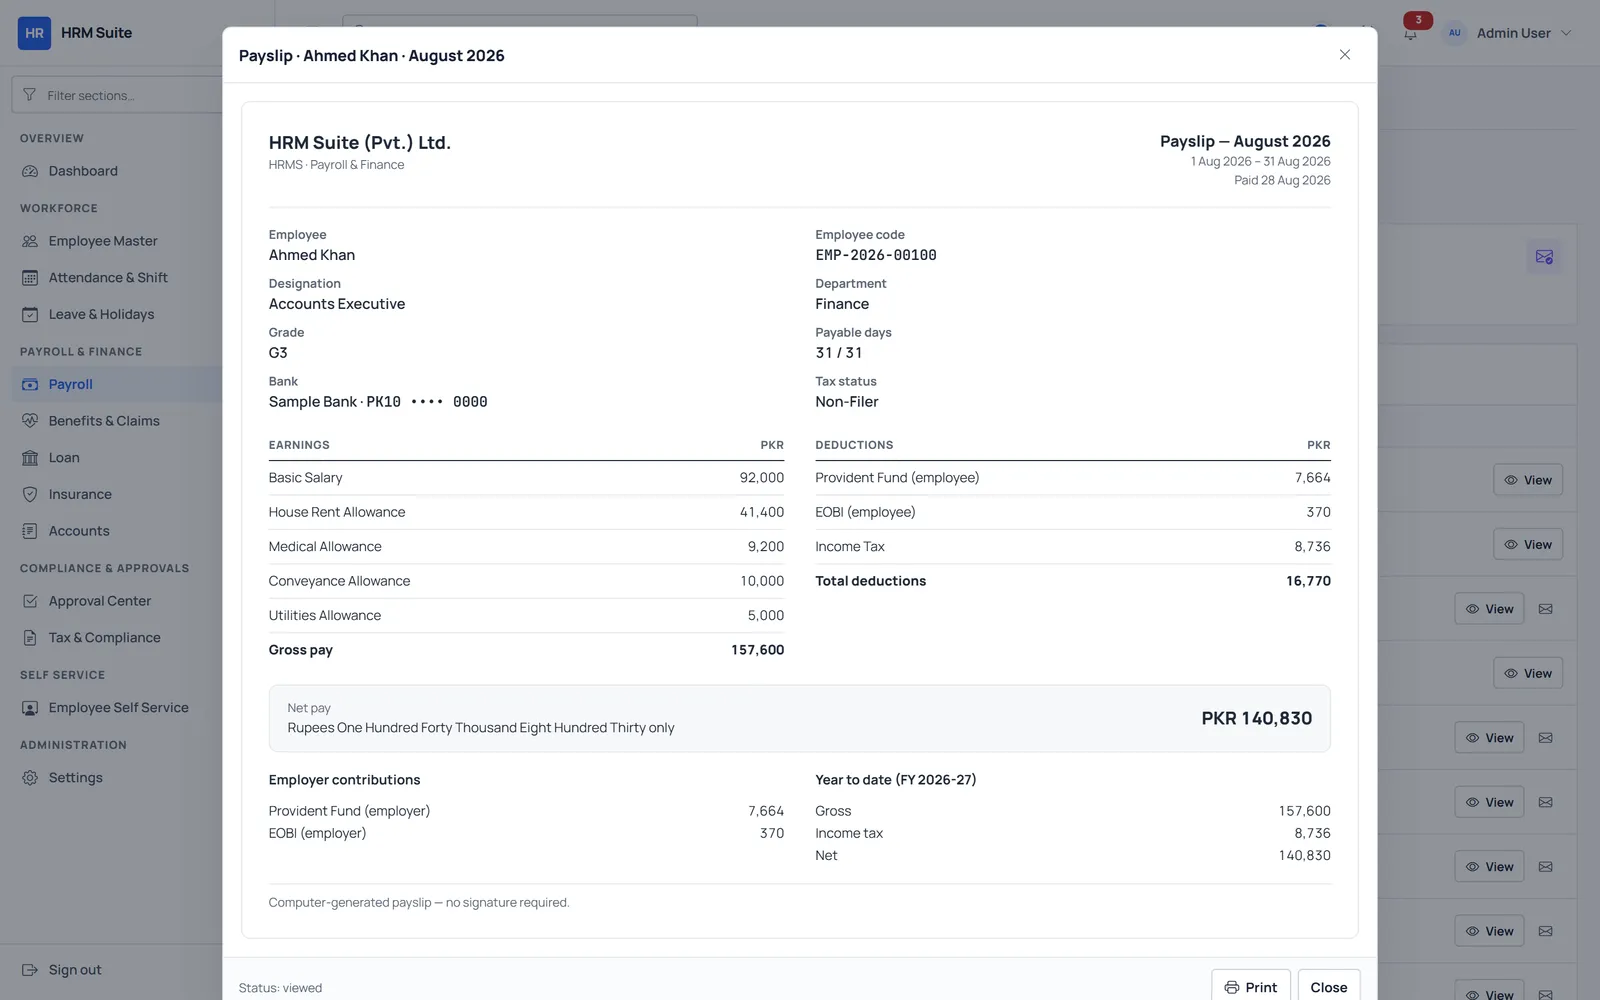 HR HRM Suite
3
AU Admin User
Filter sections...
OVERVIEW
Dashboard
WORKFORCE
Employee Master
Attendance & Shift
Leave & Holidays
PAYROLL & FINANCE
Payroll
Benefits & Claims
Loan
Insurance
Accounts
COMPLIANCE & APPROVALS
Approval Center
Tax & Compliance
SELF SERVICE
Employee Self Service
ADMINISTRATION
Settings
Sign out
Payslip · Ahmed Khan · August 2026
HRM Suite (Pvt.) Ltd.
HRMS · Payroll & Finance
Payslip — August 2026
1 Aug 2026 – 31 Aug 2026
Paid 28 Aug 2026
Employee
Ahmed Khan
Employee code
EMP-2026-00100
Designation
Accounts Executive
Department
Finance
Grade
G3
Payable days
31 / 31
Bank
Sample Bank · PK10 •••• 0000
Tax status
Non-Filer
EARNINGS PKR
Basic Salary 92,000
House Rent Allowance 41,400
Medical Allowance 9,200
Conveyance Allowance 10,000
Utilities Allowance 5,000
Gross pay 157,600
DEDUCTIONS PKR
Provident Fund (employee) 7,664
EOBI (employee) 370
Income Tax 8,736
Total deductions 16,770
Net pay
Rupees One Hundred Forty Thousand Eight Hundred Thirty only
PKR 140,830
Employer contributions
Provident Fund (employer) 7,664
EOBI (employer) 370
Year to date (FY 2026-27)
Gross 157,600
Income tax 8,736
Net 140,830
Computer-generated payslip — no signature required.
Status: viewed
Print
Close
View
View
View
View
View
View
View
View
View